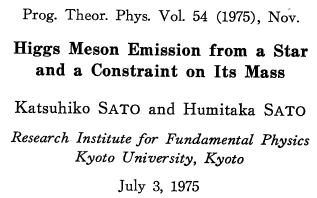 Prog. Theor. Phys. Vol. 54 (1975), Nov.
Higgs Meson Emission from a Star
and a Constraint on Its Mass
Katsuhiko SATO and Humitaka SATO
Research Institute for Fundamental Physics
Kyoto University, Kyoto
July 3, 1975